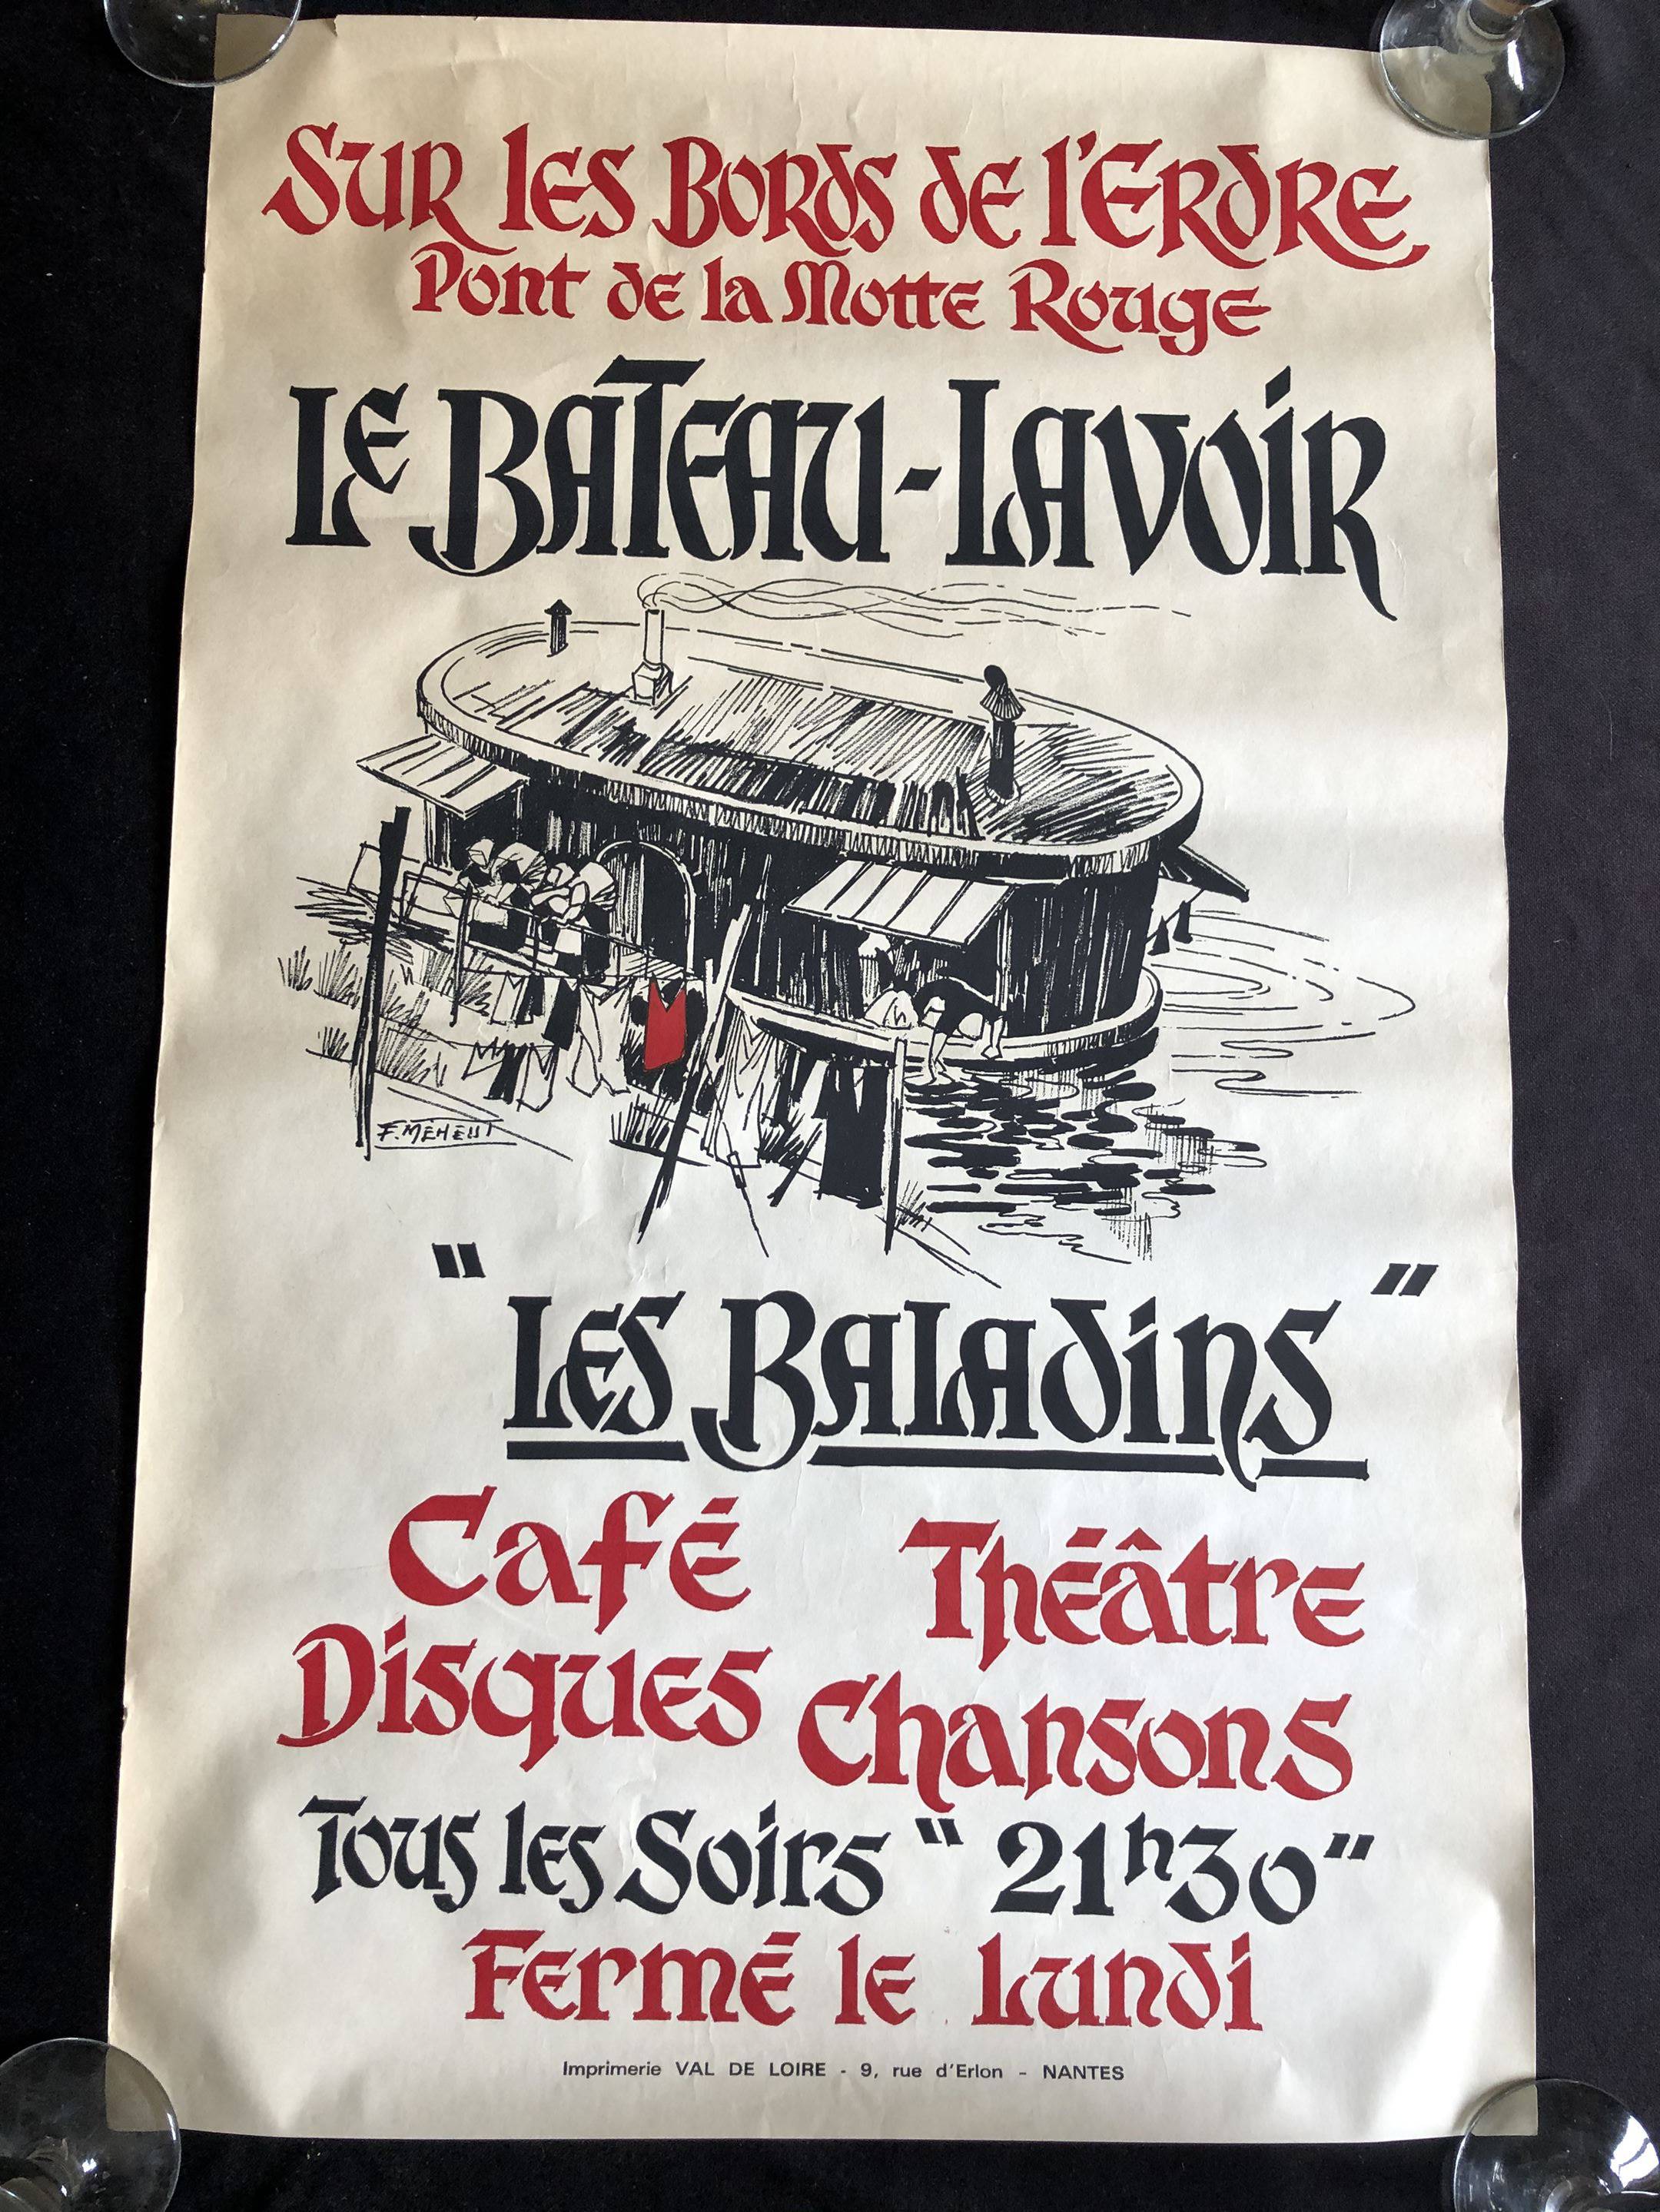 Sur les Bords de l'Erdre
Pont de la Motte Rouge
Le Bateau-Lavoir
F. MEHEUT
"Les Baladins"
Café Théâtre
Disques Chansons
Tous les Soirs "21h30"
Fermé le Lundi
Imprimerie VAL DE LOIRE - 9, rue d'Erlon - NANTES